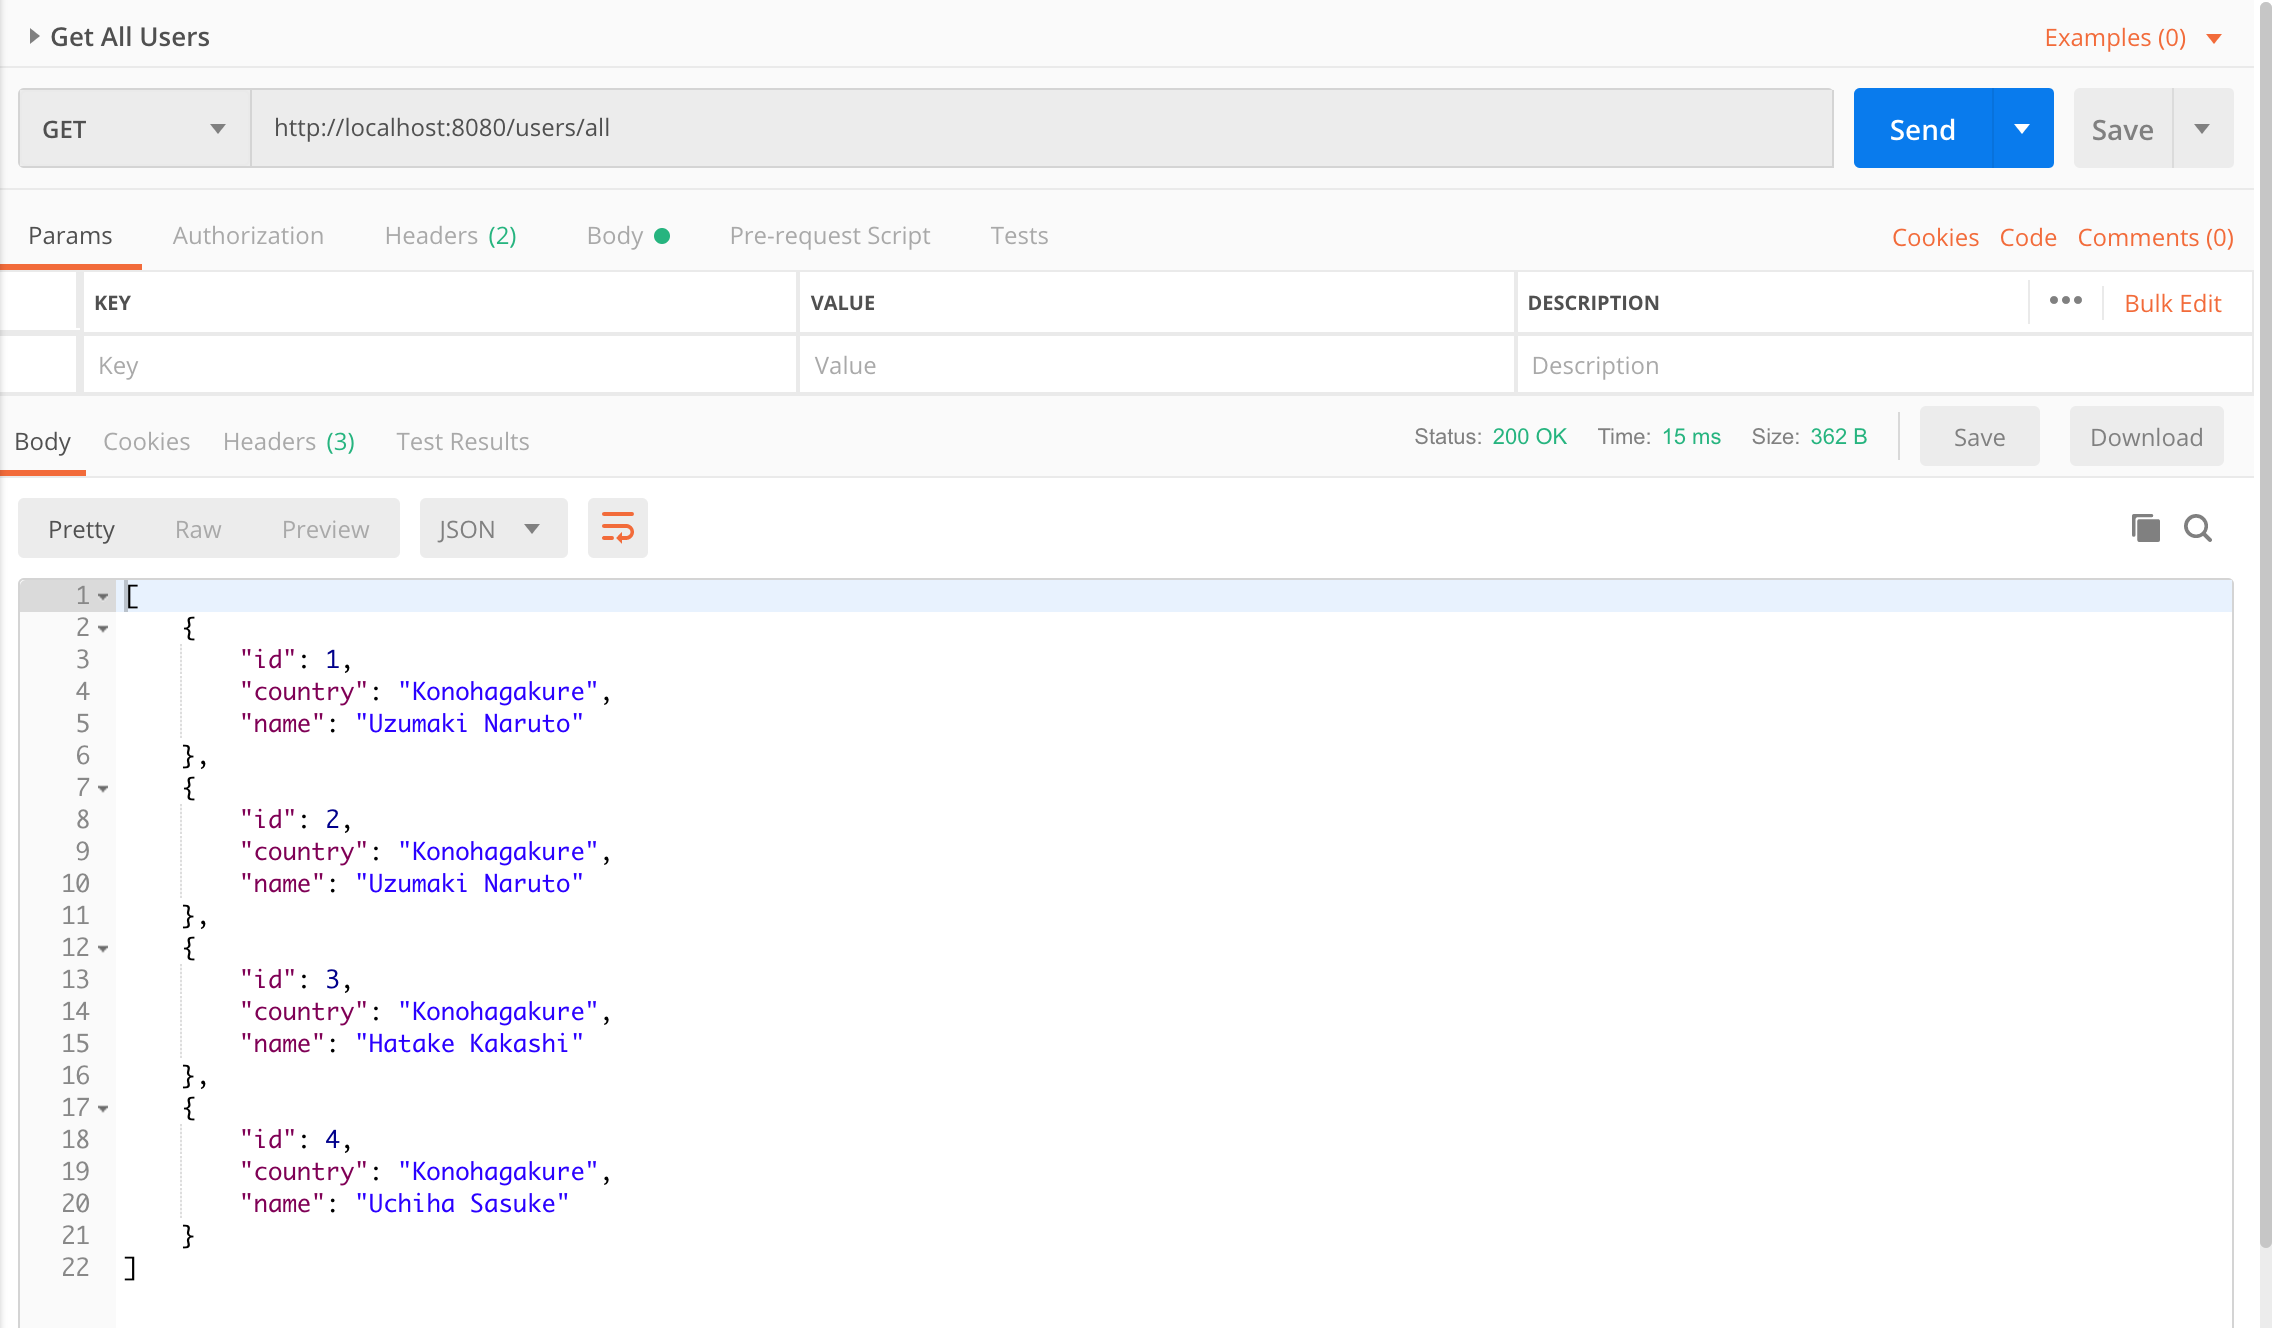 Get All Users
Examples (0)
GET http://localhost:8080/users/all Send Save
Params Authorization Headers (2) Body Pre-request Script Tests Cookies Code Comments (0)
KEY VALUE DESCRIPTION ••• Bulk Edit
Key Value Description
Body Cookies Headers (3) Test Results Status: 200 OK Time: 15 ms Size: 362 B Save Download
Pretty Raw Preview JSON
1 [
2 {
3 "id": 1,
4 "country": "Konohagakure",
5 "name": "Uzumaki Naruto"
6 },
7 {
8 "id": 2,
9 "country": "Konohagakure",
10 "name": "Uzumaki Naruto"
11 },
12 {
13 "id": 3,
14 "country": "Konohagakure",
15 "name": "Hatake Kakashi"
16 },
17 {
18 "id": 4,
19 "country": "Konohagakure",
20 "name": "Uchiha Sasuke"
21 }
22 ]